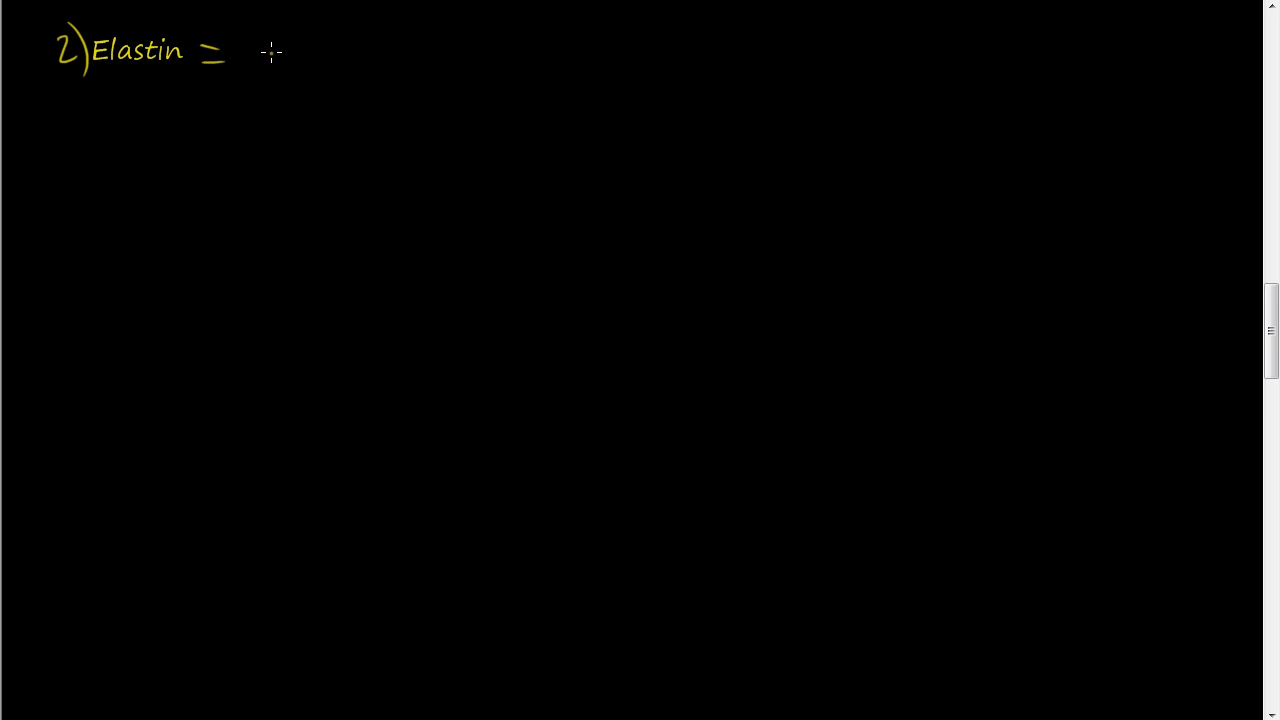 2) Elastin =